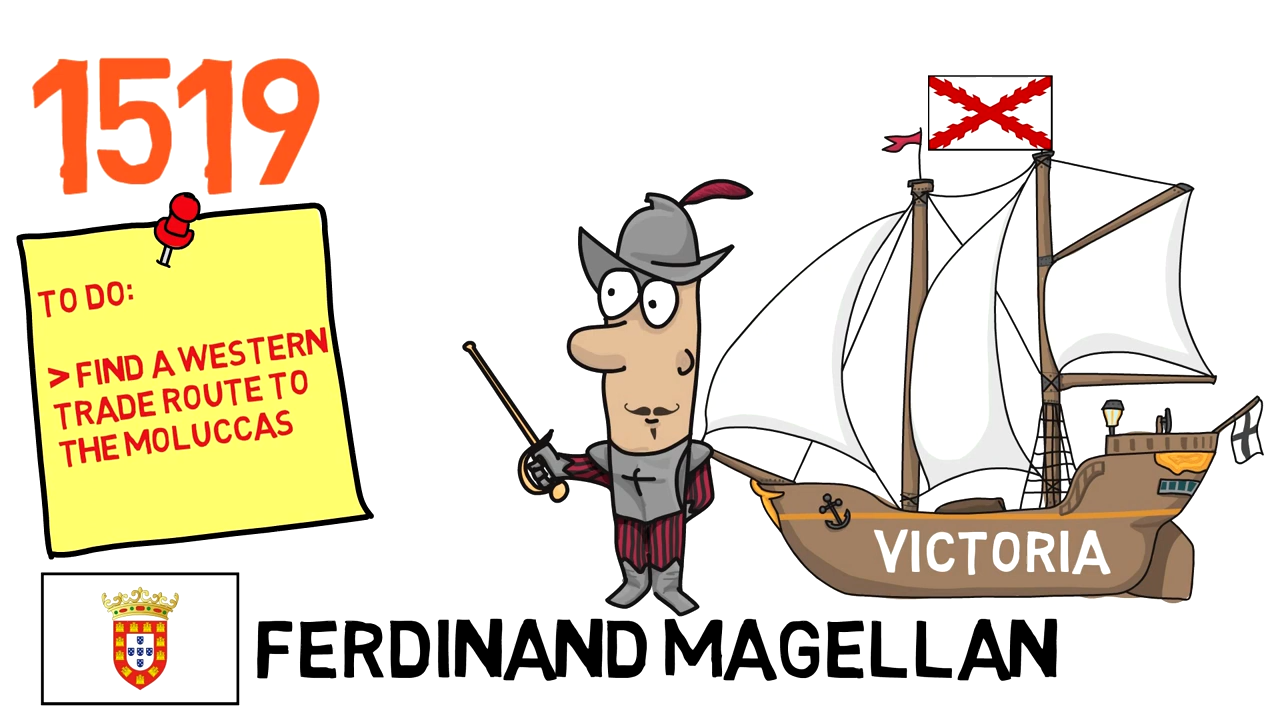 1519
TO DO:
> FIND A WESTERN
TRADE ROUTE TO
THE MOLUCCAS
VICTORIA
FERDINAND MAGELLAN